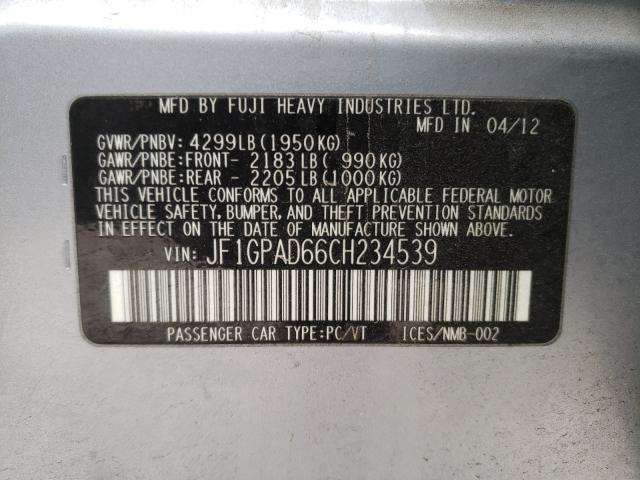 MFD BY FUJI HEAVY INDUSTRIES LTD.
MFD IN 04/12
GVWR/PNBV: 4299LB(1950KG)
GAWR/PNBE:FRONT- 2183LB( 990KG)
GAWR/PNBE:REAR - 2205LB(1000KG)
THIS VEHICLE CONFORMS TO ALL APPLICABLE FEDERAL MOTOR
VEHICLE SAFETY, BUMPER, AND THEFT PREVENTION STANDARDS
IN EFFECT ON THE DATE OF MANUFACTURE SHOWN ABOVE.
VIN: JF1GPAD66CH234539
PASSENGER CAR TYPE:PC/VT ICES/NMB-002